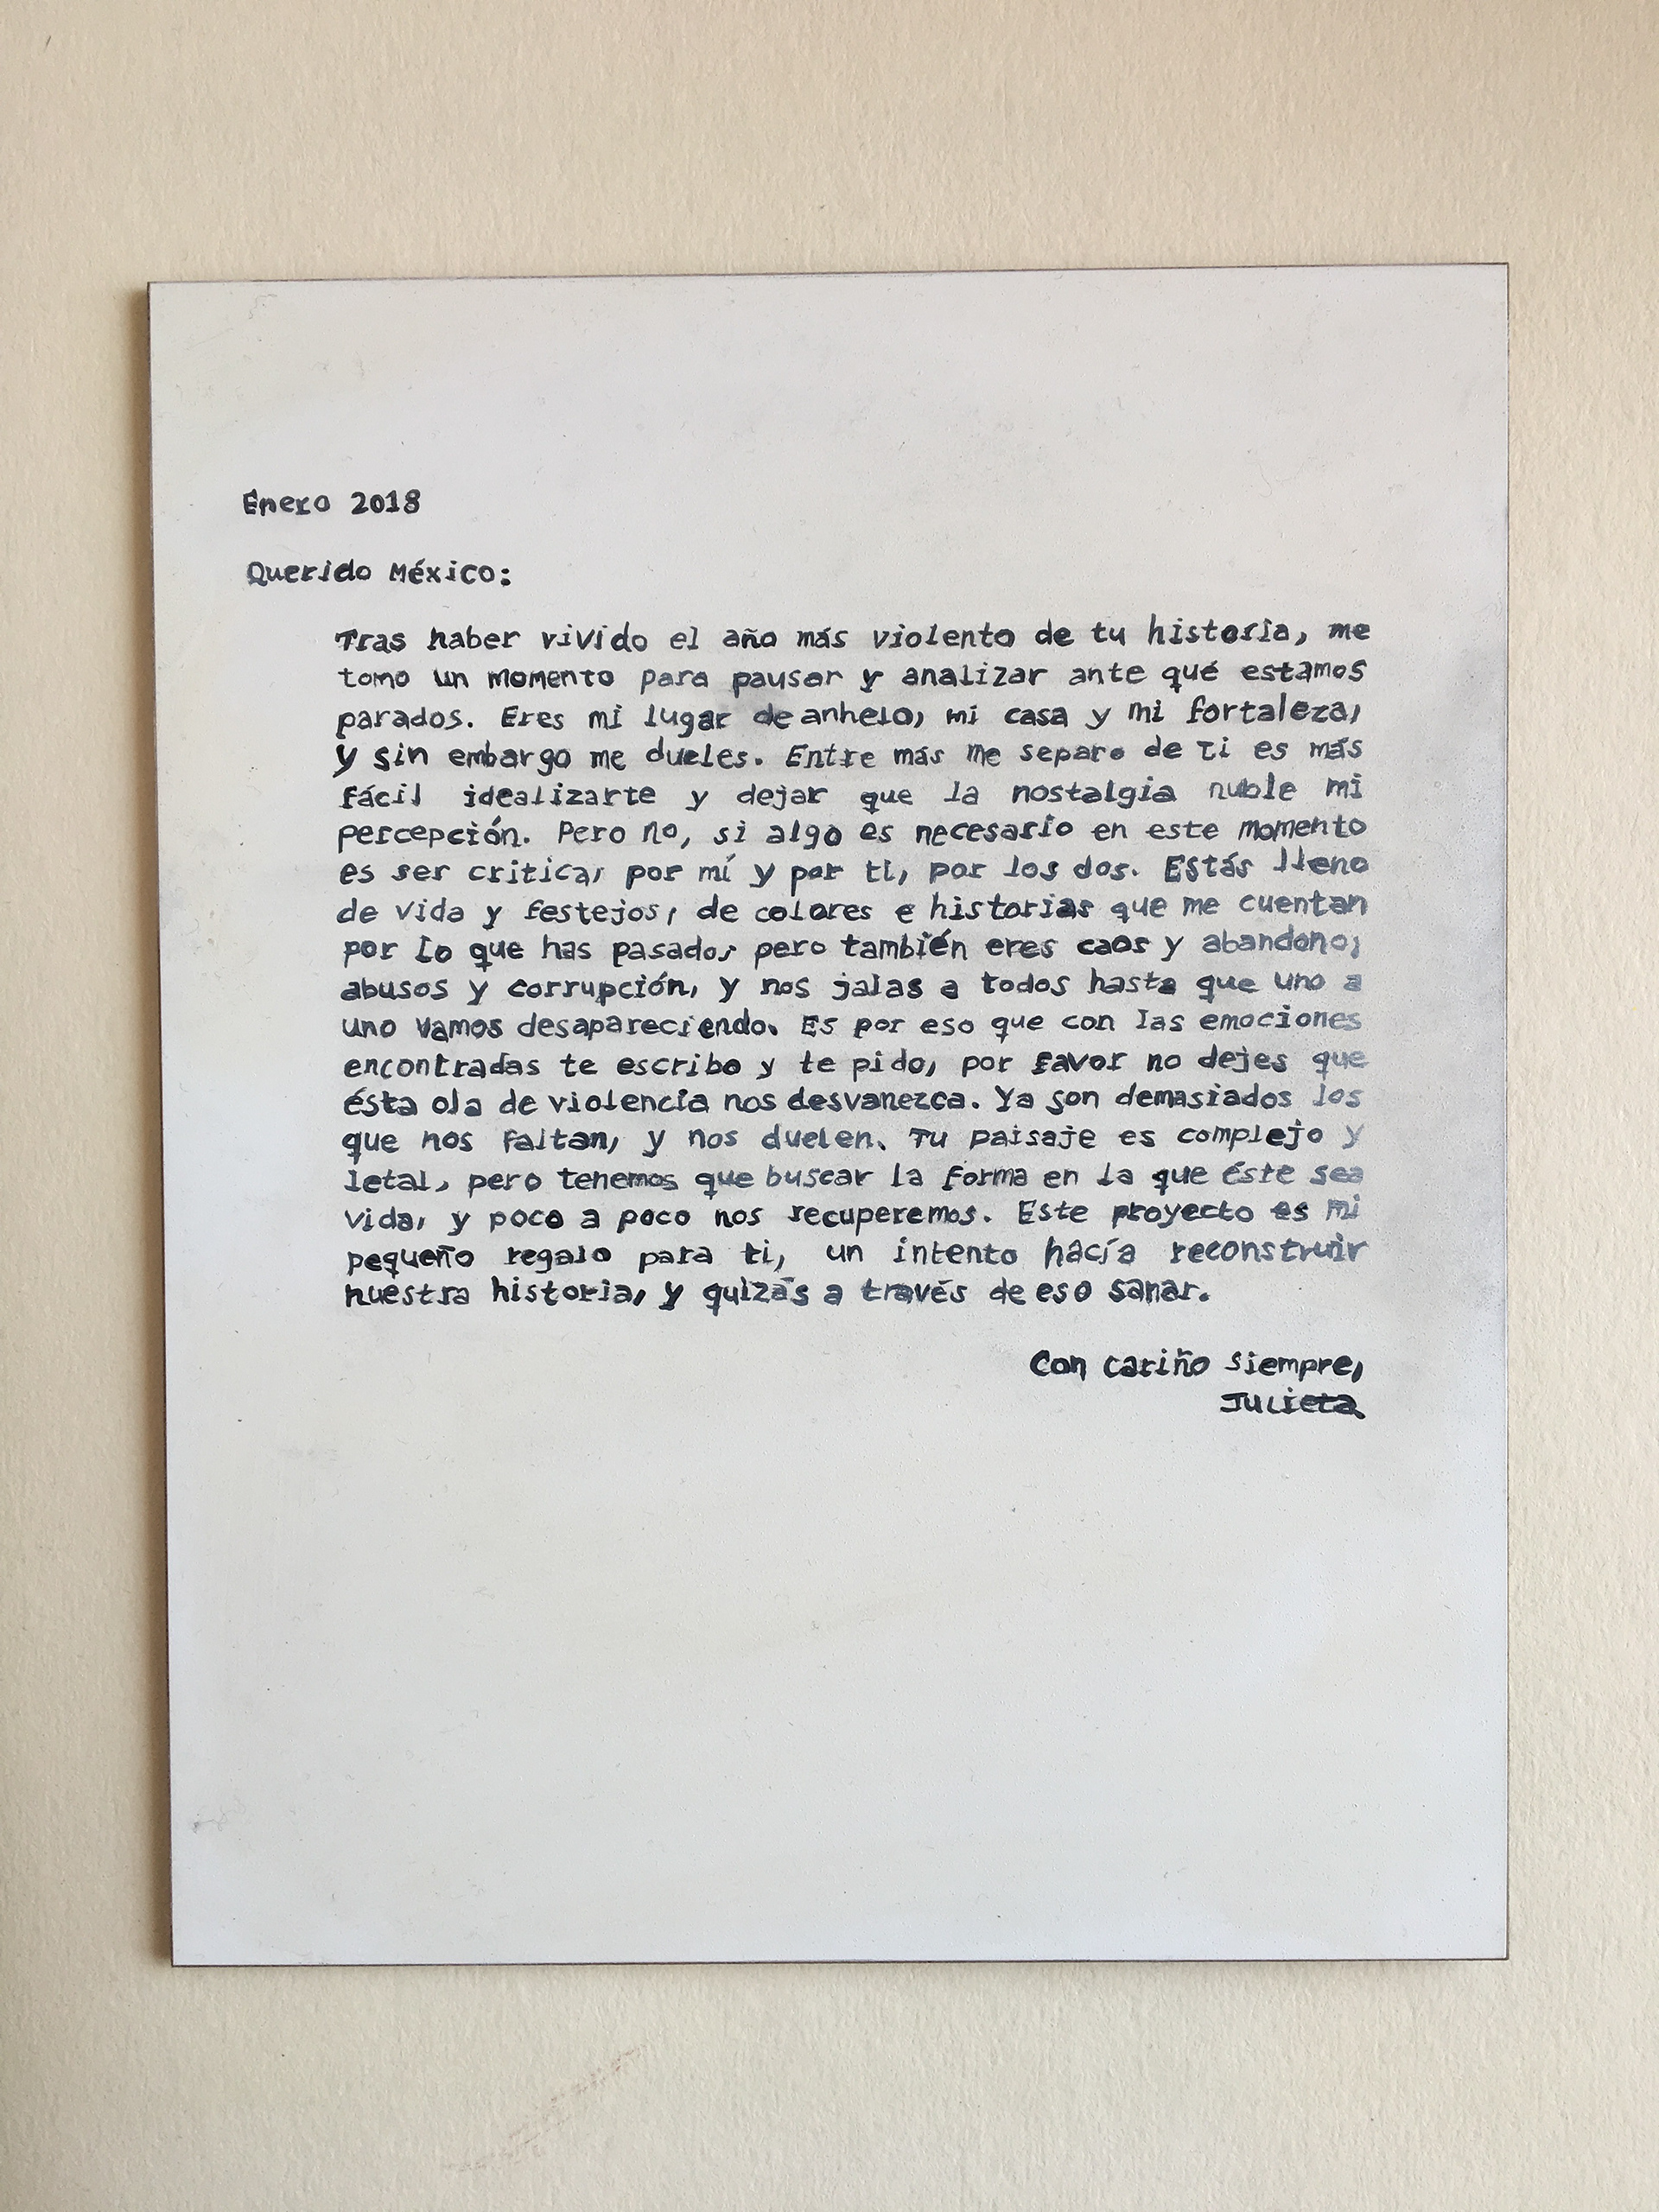 Enero 2018
Querido México:
Tras haber vivido el año más violento de tu historia, me
tomo un momento para pausar y analizar ante qué estamos
parados. Eres mi lugar de anhelo, mi casa y mi fortaleza,
y sin embargo me dueles. Entre más me separo de ti es más
fácil idealizarte y dejar que la nostalgia nuble mi
percepción. Pero no, si algo es necesario en este momento
es ser critica, por mí y por ti, por los dos. Estás lleno
de vida y festejos, de colores e historias que me cuentan
por lo que has pasado, pero también eres caos y abandono,
abusos y corrupción, y nos jalas a todos hasta que uno a
uno vamos desapareciendo. Es por eso que con las emociones
encontradas te escribo y te pido, por favor no dejes que
ésta ola de violencia nos desvanezca. Ya son demasiados los
que nos faltan, y nos duelen. Tu paisaje es complejo y
letal, pero tenemos que buscar la forma en la que éste sea
vida, y poco a poco nos recuperemos. Este proyecto es mi
pequeño regalo para ti, un intento hacía reconstruir
nuestra historia, y quizás a través de eso sanar.
Con cariño siempre,
Julieta